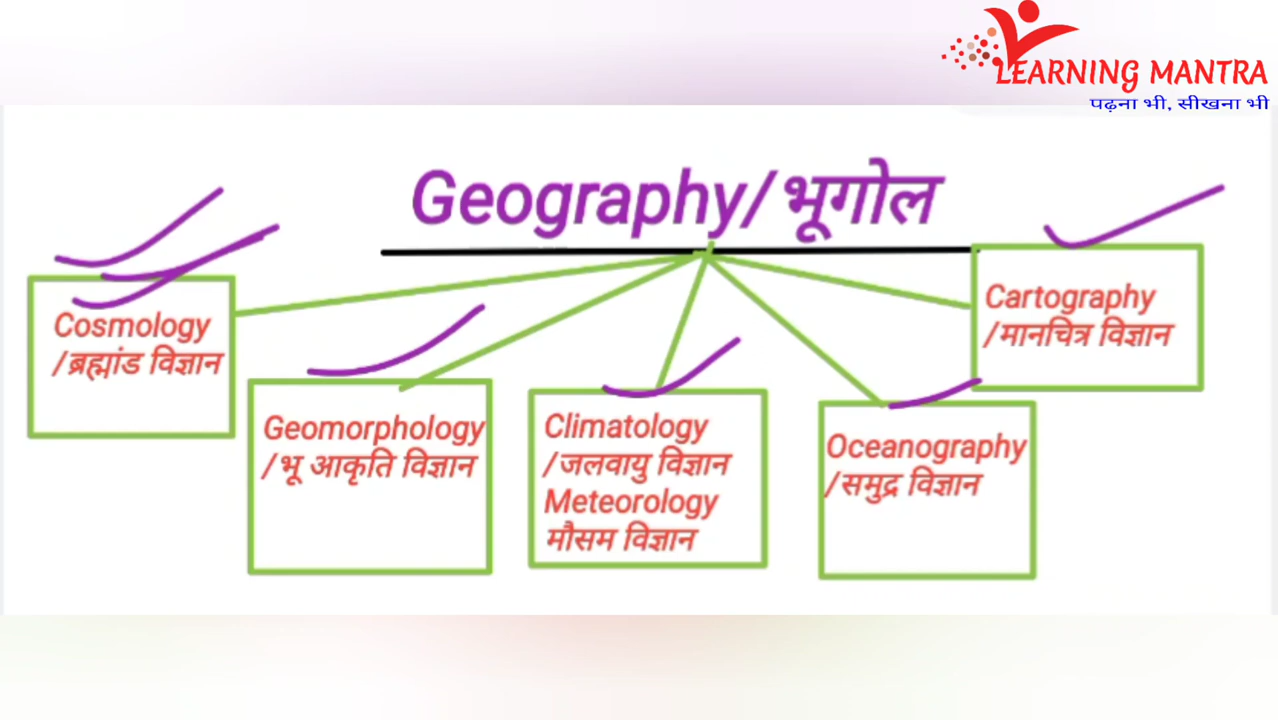 LEARNING MANTRA
पढ़ना भी, सीखना भी
Geography/भूगोल
Cosmology
/ब्रह्मांड विज्ञान
Geomorphology
/भू आकृति विज्ञान
Climatology
/जलवायु विज्ञान
Meteorology
मौसम विज्ञान
Oceanography
/समुद्र विज्ञान
Cartography
/मानचित्र विज्ञान